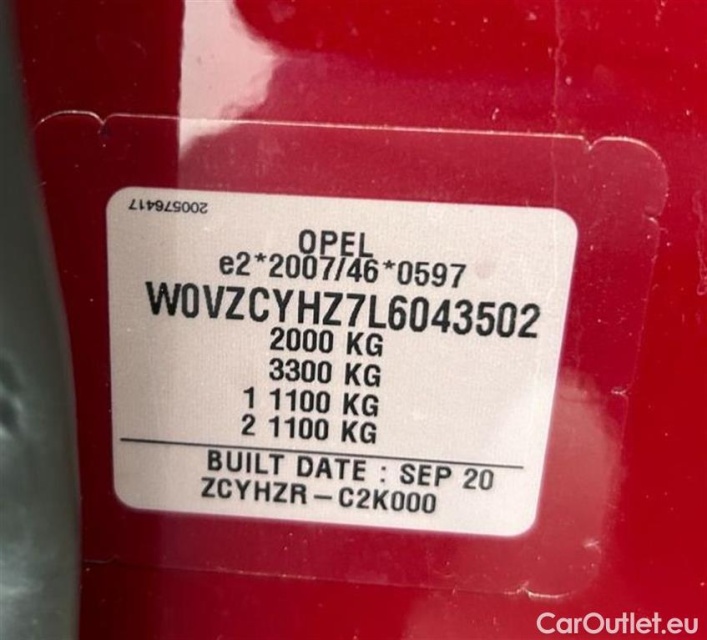 200576417
OPEL
e2*2007/46*0597
W0VZCYHZ7L6043502
2000 KG
3300 KG
1 1100 KG
2 1100 KG
BUILT DATE : SEP 20
ZCYHZR-C2K000
CarOutlet.eu